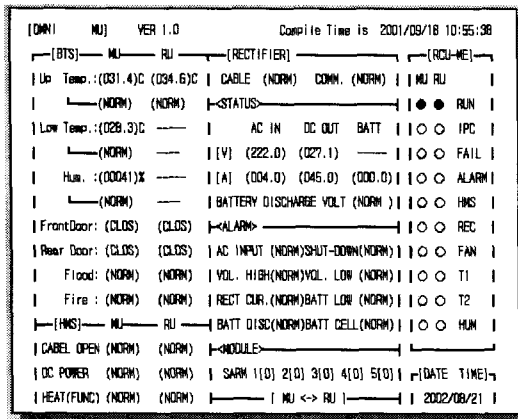 [OMNI MU] VER 1.0 Compile Time is 2001/09/18 10:55:38
[BTS] MU RU [RECTIFIER] [RCU-ME]
Up Temp.:(031.4)C (034.6)C CABLE (NORM) COMM. (NORM) MU RU
(NORM) (NORM) <STATUS> ● ● RUN
Low Temp.:(028.3)C ---- AC IN DC OUT BATT ○ ○ IPC
(NORM) ---- [V] (222.0) (027.1) ---- ○ ○ FAIL
Hum. :(00041)% ---- [A] (004.0) (045.0) (000.0) ○ ○ ALARM
(NORM) ---- BATTERY DISCHARGE VOLT (NORM ) ○ ○ HMS
FrontDoor: (CLOS) (CLOS) <ALARM> ○ ○ REC
Rear Door: (CLOS) (CLOS) AC INPUT (NORM)SHUT-DOWN(NORM) ○ ○ FAN
Flood: (NORM) (NORM) VOL. HIGH(NORM)VOL. LOW (NORM) ○ ○ T1
Fire : (NORM) (NORM) RECT CUR.(NORM)BATT LOW (NORM) ○ ○ T2
[HMS] MU RU BATT DISC(NORM)BATT CELL(NORM) ○ ○ HUM
CABEL OPEN (NORM) (NORM) <MODULE>
DC POWER (NORM) (NORM) SARM 1[0] 2[0] 3[0] 4[0] 5[0] [DATE TIME]
HEAT(FUNC) (NORM) (NORM) [ MU <-> RU ] 2002/08/21